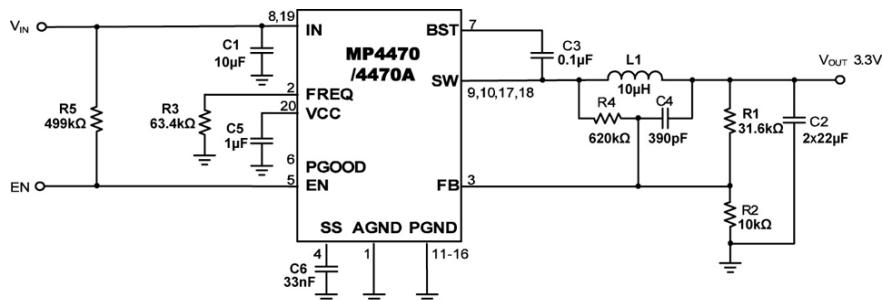 V_IN
8,19
IN
C1
10µF
MP4470
/4470A
BST
7
C3
0.1µF
SW
9,10,17,18
L1
10µH
V_OUT 3.3V
2
FREQ
R3
63.4kΩ
20
VCC
C5
1µF
R5
499kΩ
R4
620kΩ
C4
390pF
R1
31.6kΩ
C2
2x22µF
6
PGOOD
EN
5
EN
FB
3
R2
10kΩ
SS
AGND
PGND
4
1
11-16
C6
33nF